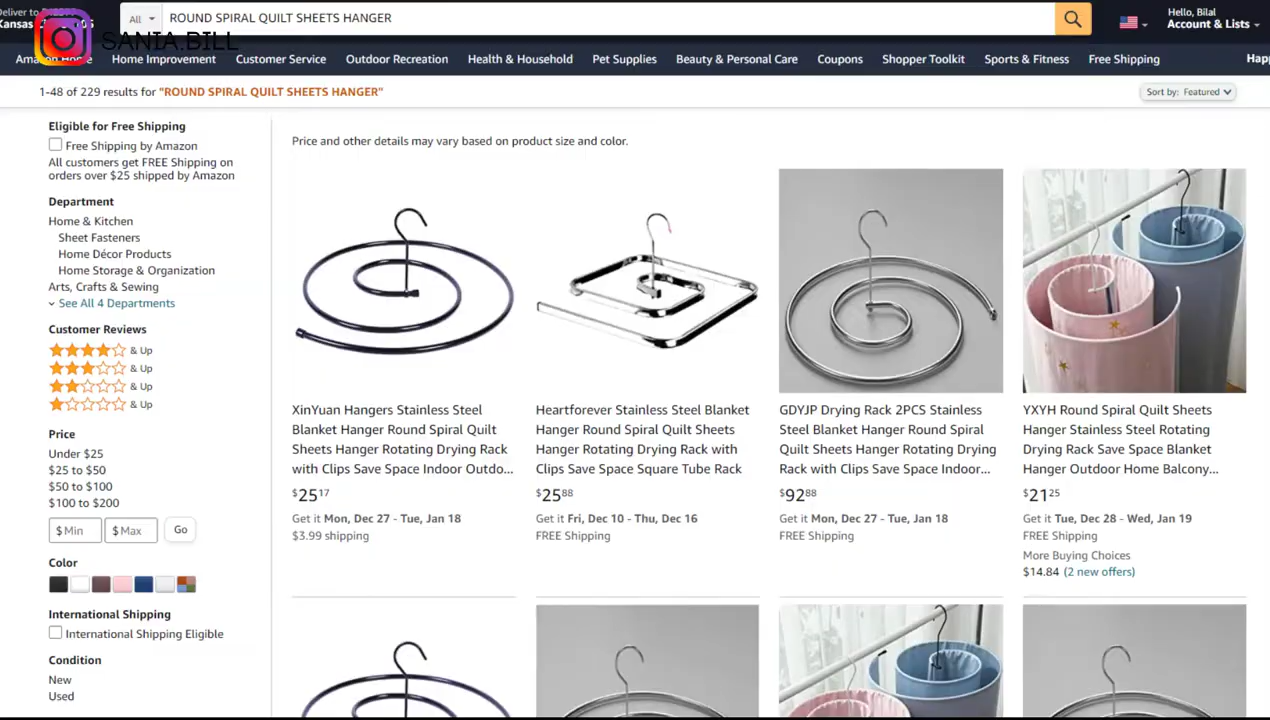 Deliver to
Kansas
All
ROUND SPIRAL QUILT SHEETS HANGER
Hello, Bilal
Account & Lists
SANIA.BILL
Home Improvement
Customer Service
Outdoor Recreation
Health & Household
Pet Supplies
Beauty & Personal Care
Coupons
Shopper Toolkit
Sports & Fitness
Free Shipping
1-48 of 229 results for "ROUND SPIRAL QUILT SHEETS HANGER"
Sort by: Featured
Eligible for Free Shipping
Free Shipping by Amazon
All customers get FREE Shipping on
orders over $25 shipped by Amazon
Department
Home & Kitchen
Sheet Fasteners
Home Décor Products
Home Storage & Organization
Arts, Crafts & Sewing
See All 4 Departments
Customer Reviews
& Up
& Up
& Up
& Up
Price
Under $25
$25 to $50
$50 to $100
$100 to $200
$ Min
$ Max
Go
Color
International Shipping
International Shipping Eligible
Condition
New
Used
Price and other details may vary based on product size and color.
XinYuan Hangers Stainless Steel
Blanket Hanger Round Spiral Quilt
Sheets Hanger Rotating Drying Rack
with Clips Save Space Indoor Outdo...
$25 17
Get it Mon, Dec 27 - Tue, Jan 18
$3.99 shipping
Heartforever Stainless Steel Blanket
Hanger Round Spiral Quilt Sheets
Hanger Rotating Drying Rack with
Clips Save Space Square Tube Rack
$25 88
Get it Fri, Dec 10 - Thu, Dec 16
FREE Shipping
GDYJP Drying Rack 2PCS Stainless
Steel Blanket Hanger Round Spiral
Quilt Sheets Hanger Rotating Drying
Rack with Clips Save Space Indoor...
$92 88
Get it Mon, Dec 27 - Tue, Jan 18
FREE Shipping
YXYH Round Spiral Quilt Sheets
Hanger Stainless Steel Rotating
Drying Rack Save Space Blanket
Hanger Outdoor Home Balcony...
$21 25
Get it Tue, Dec 28 - Wed, Jan 19
FREE Shipping
More Buying Choices
$14.84 (2 new offers)